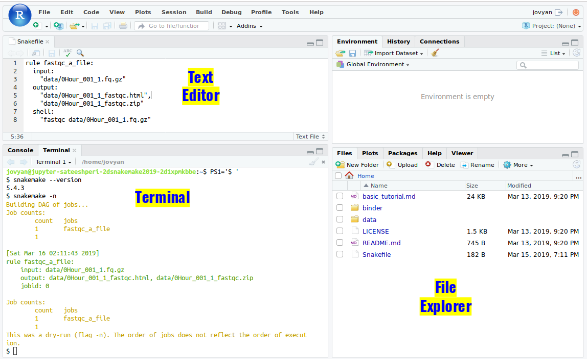 R File Edit Code View Plots Session Build Debug Profile Tools Help jovyan
Go to file/function Addins Project: (None)
Snakefile
1 rule fastqc_a_file:
2 input:
3 "data/0Hour_001_1.fq.gz"
4 output:
5 "data/0Hour_001_1_fastqc.html",
6 "data/0Hour_001_1_fastqc.zip"
7 shell:
8 "fastqc data/0Hour_001_1.fq.gz"
Text
Editor
5:36 Text File
Console Terminal
Terminal 1 /home/jovyan
$ snakemake --version
5.4.3
$ snakemake -n
Building DAG of jobs...
Job counts:
count jobs
1 fastqc_a_file
1
[Sat Mar 16 02:11:43 2019]
rule fastqc_a_file:
input: data/0Hour_001_1.fq.gz
output: data/0Hour_001_1_fastqc.html, data/0Hour_001_1_fastqc.zip
jobid: 0
Job counts:
count jobs
1 fastqc_a_file
1
This was a dry-run (flag -n). The order of jobs does not reflect the order of execut
ion.
$
Terminal
Environment History Connections
Import Dataset List
Global Environment
Environment is empty
Files Plots Packages Help Viewer
New Folder Upload Delete Rename More
Home ...
Name Size Modified
basic_tutorial.md 24 KB Mar 13, 2019, 9:20 PM
binder
data
LICENSE 1.5 KB Mar 13, 2019, 9:20 PM
README.md 745 B Mar 13, 2019, 9:20 PM
Snakefile 182 B Mar 15, 2019, 7:11 PM
File
Explorer